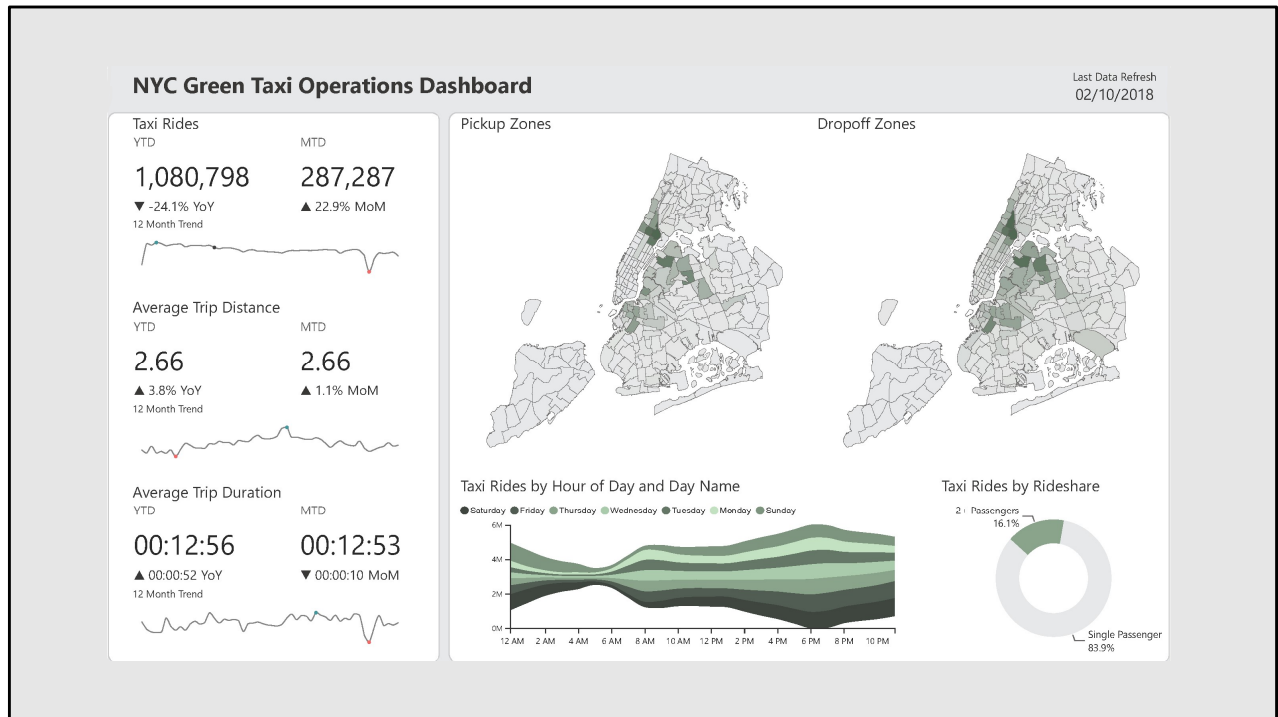 NYC Green Taxi Operations Dashboard
Last Data Refresh
02/10/2018
Taxi Rides
YTD MTD
1,080,798 287,287
▼ -24.1% YoY ▲ 22.9% MoM
12 Month Trend
Average Trip Distance
YTD MTD
2.66 2.66
▲ 3.8% YoY ▲ 1.1% MoM
12 Month Trend
Average Trip Duration
YTD MTD
00:12:56 00:12:53
▲ 00:00:52 YoY ▼ 00:00:10 MoM
12 Month Trend
Pickup Zones
Dropoff Zones
Taxi Rides by Hour of Day and Day Name
Saturday Friday Thursday Wednesday Tuesday Monday Sunday
6M
4M
2M
0M
12 AM 2 AM 4 AM 6 AM 8 AM 10 AM 12 PM 2 PM 4 PM 6 PM 8 PM 10 PM
Taxi Rides by Rideshare
Passengers
16.1%
Single Passenger
83.9%